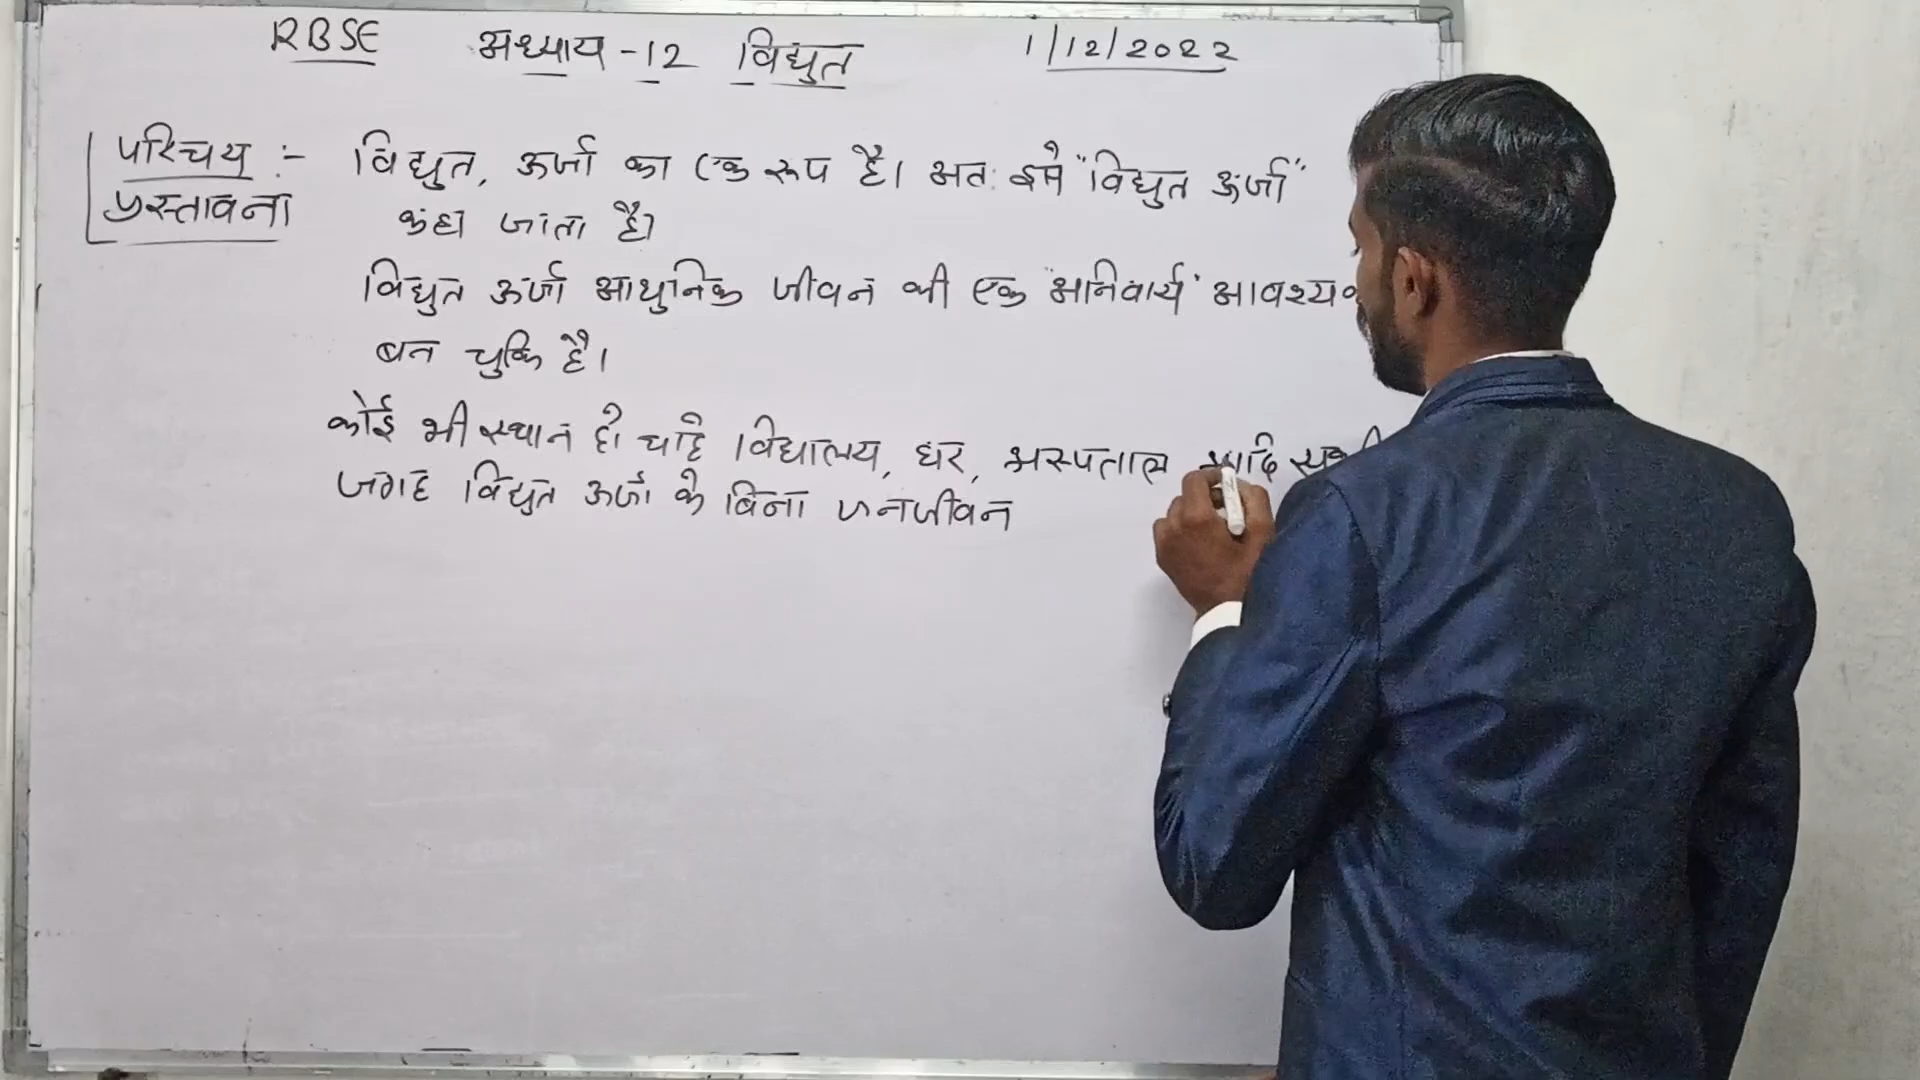 RBSE अध्याय -12 विद्युत 1/12/2022
परिचय :- विद्युत, ऊर्जा का एक रूप है। अतः इसे "विद्युत ऊर्जा"
प्रस्तावना कहा जाता है।
विद्युत ऊर्जा आधुनिक जीवन की एक "अनिवार्य" आवश्यक
बन चुकि है।
कोई भी स्थान हो चाहे विद्यालय, घर, अस्पताल आदि
जगह विद्युत ऊर्जा के बिना जनजीवन